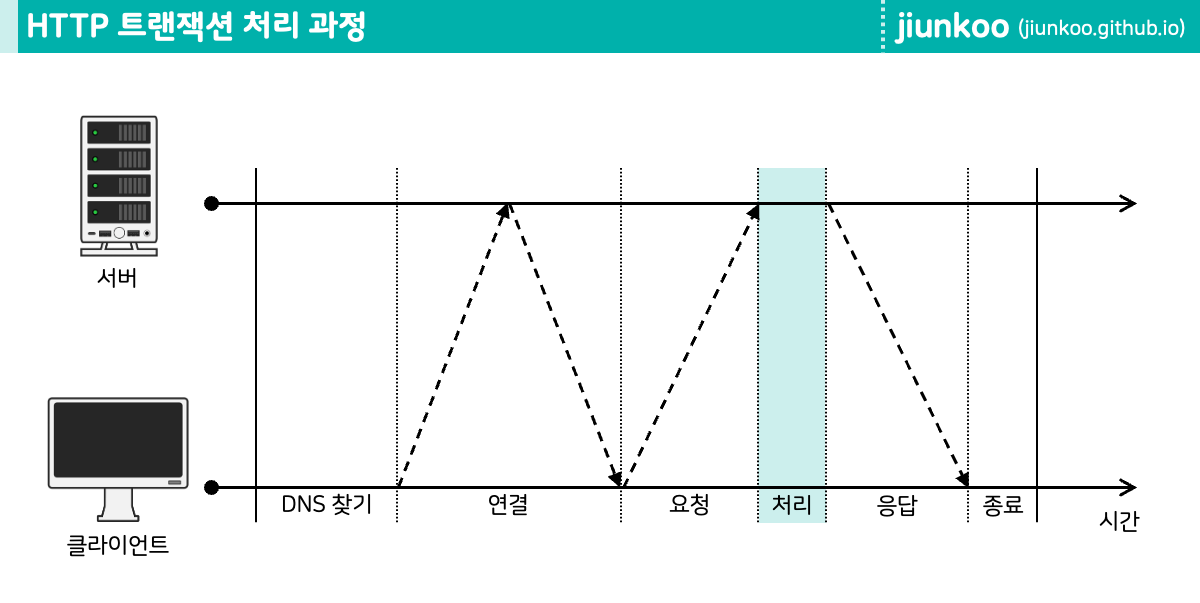 HTTP 트랜잭션 처리 과정
jiunkoo (jiunkoo.github.io)
서버
클라이언트
DNS 찾기
연결
요청
처리
응답
종료
시간